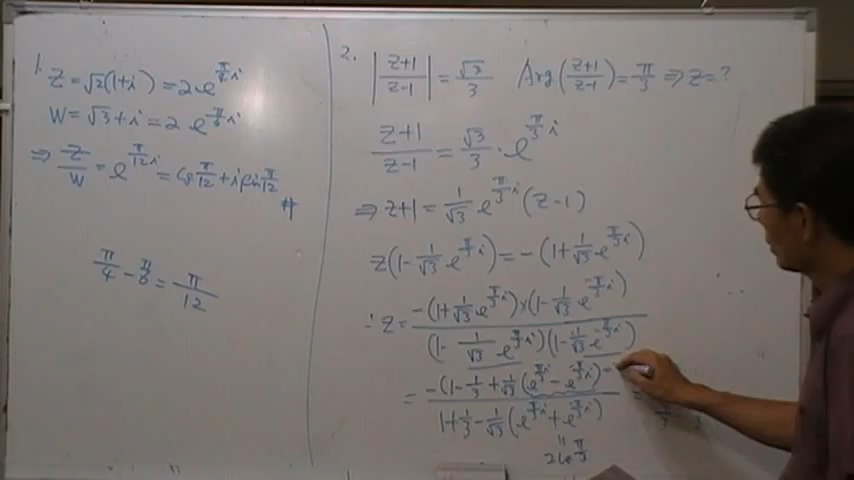 1. Z = √2(1+i) = 2 e^{π/4 i}
W = √3 + i = 2 e^{π/6 i}
⇒ Z/W = e^{π/12 i} = cos π/12 + i sin π/12 #
π/4 − π/6 = π/12
2. |(z+1)/(z−1)| = √3/3 Arg((z+1)/(z−1)) = π/3 ⇒ z = ?
(z+1)/(z−1) = √3/3 · e^{π/3 i}
⇒ z+1 = 1/√3 e^{π/3 i} (z−1)
z(1 − 1/√3 e^{π/3 i}) = −(1 + 1/√3 e^{π/3 i})
∴ z = −(1 + 1/√3 e^{π/3 i})×(1 − 1/√3 e^{−π/3 i}) / (1 − 1/√3 e^{π/3 i})(1 − 1/√3 e^{−π/3 i})
= −(1 − 1/3 + 1/√3 (e^{π/3 i} − e^{−π/3 i}) / 1 + 1/3 − 1/√3 (e^{π/3 i} + e^{−π/3 i}) =
"
2 cos π/3